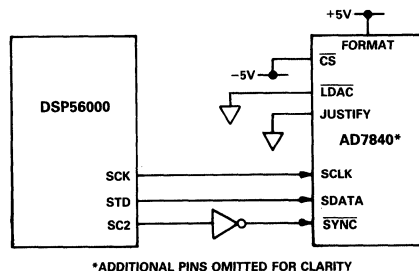 +5V
FORMAT
CS
−5V
DSP56000
LDAC
JUSTIFY
AD7840*
SCK
SCLK
STD
SDATA
SC2
SYNC
*ADDITIONAL PINS OMITTED FOR CLARITY